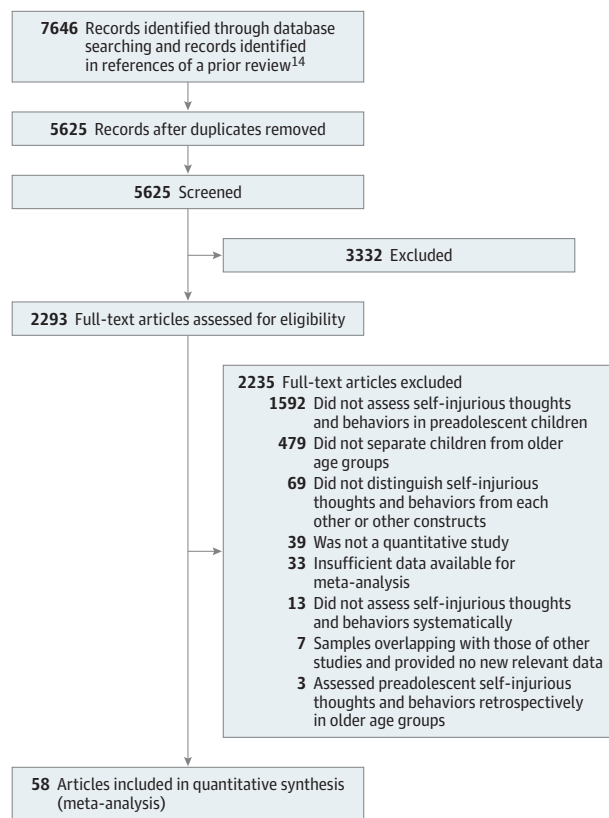 7646 Records identified through database
searching and records identified
in references of a prior review14
5625 Records after duplicates removed
5625 Screened
3332 Excluded
2293 Full-text articles assessed for eligibility
2235 Full-text articles excluded
1592 Did not assess self-injurious thoughts
and behaviors in preadolescent children
479 Did not separate children from older
age groups
69 Did not distinguish self-injurious
thoughts and behaviors from each
other or other constructs
39 Was not a quantitative study
33 Insufficient data available for
meta-analysis
13 Did not assess self-injurious thoughts
and behaviors systematically
7 Samples overlapping with those of other
studies and provided no new relevant data
3 Assessed preadolescent self-injurious
thoughts and behaviors retrospectively
in older age groups
58 Articles included in quantitative synthesis
(meta-analysis)